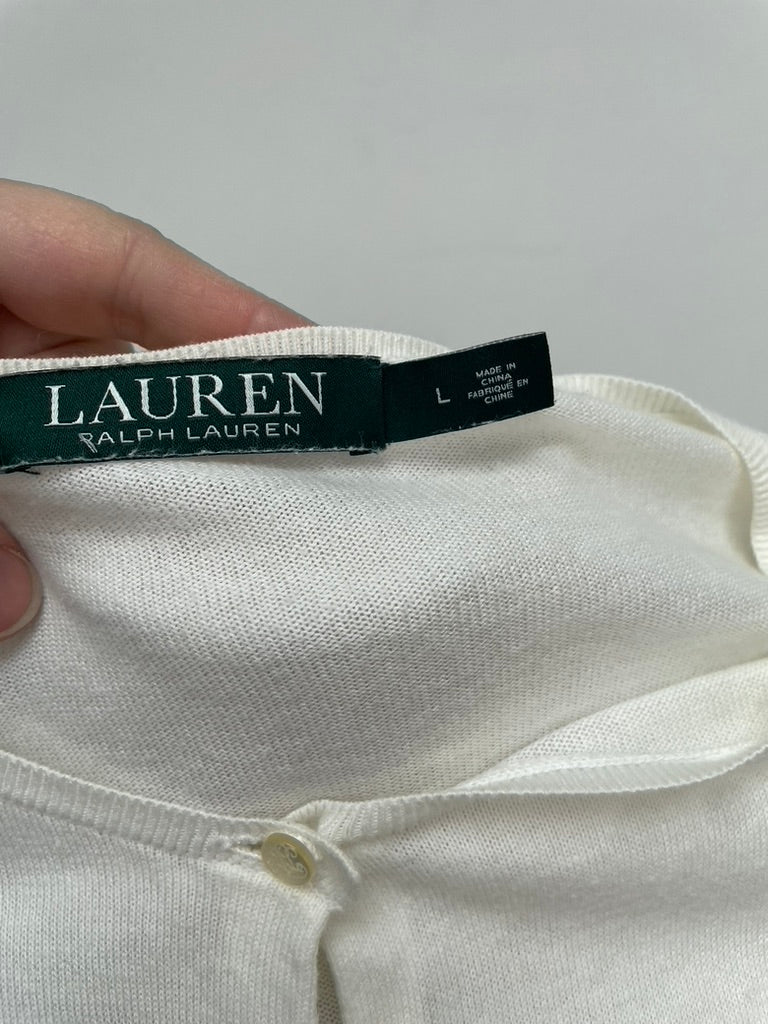 LAUREN
RALPH LAUREN
L
MADE IN
CHINA
FABRIQUÉ EN
CHINE